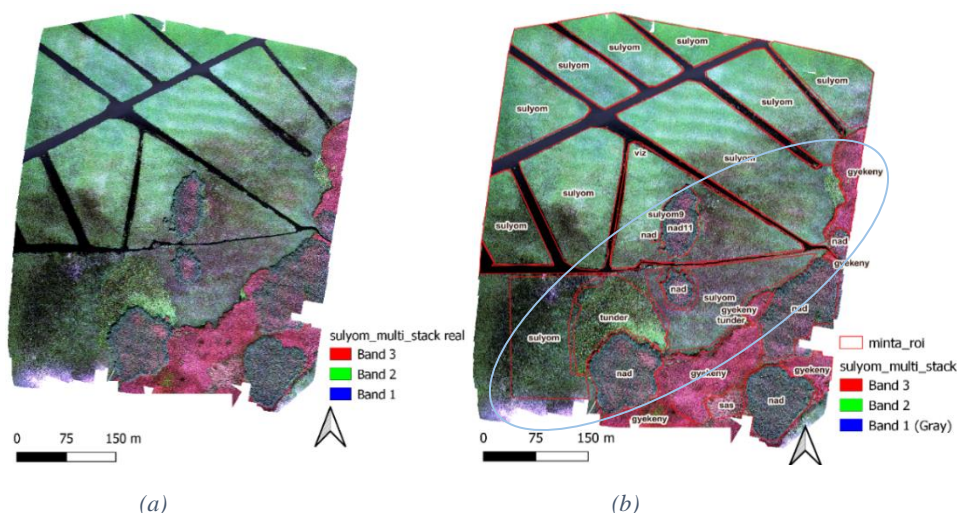 sulyom_multi_stack real
Band 3
Band 2
Band 1
0 75 150 m
(a)
sulyom
sulyom
sulyom
sulyom
sulyom
sulyom
viz
sulyom
gyekeny
sulyom
sulyom9
nad11
sulyom
nad
nad
gyekeny
nad
sulyom
nad
gyekeny
tunder
tunder
sulyom
nad
gyekeny
gyekeny
sas
nad
gyekeny
minta_roi
sulyom_multi_stack
Band 3
Band 2
Band 1 (Gray)
0 75 150 m
(b)